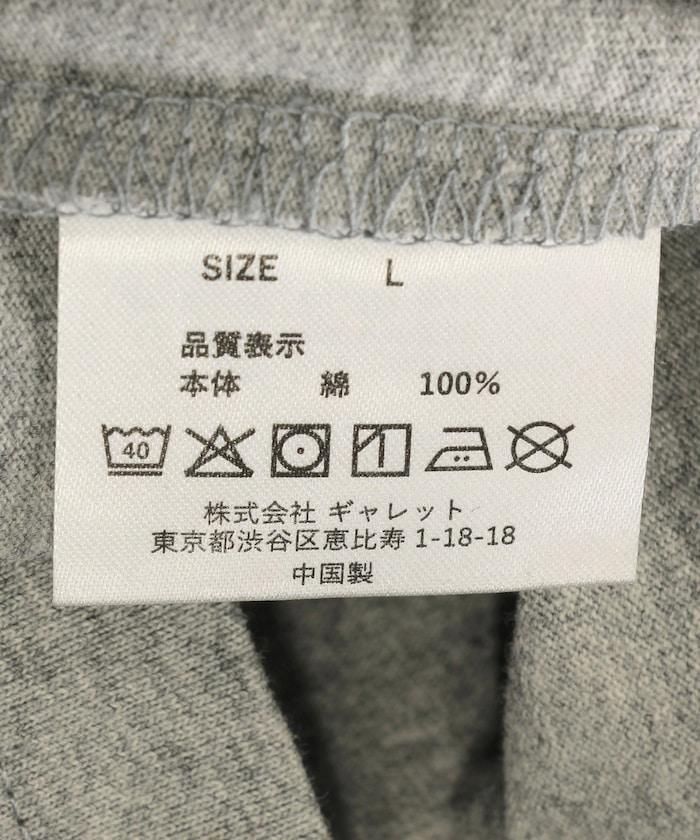 SIZE L
品質表示
本体 綿 100%
40
株式会社 ギャレット
東京都渋谷区恵比寿 1-18-18
中国製